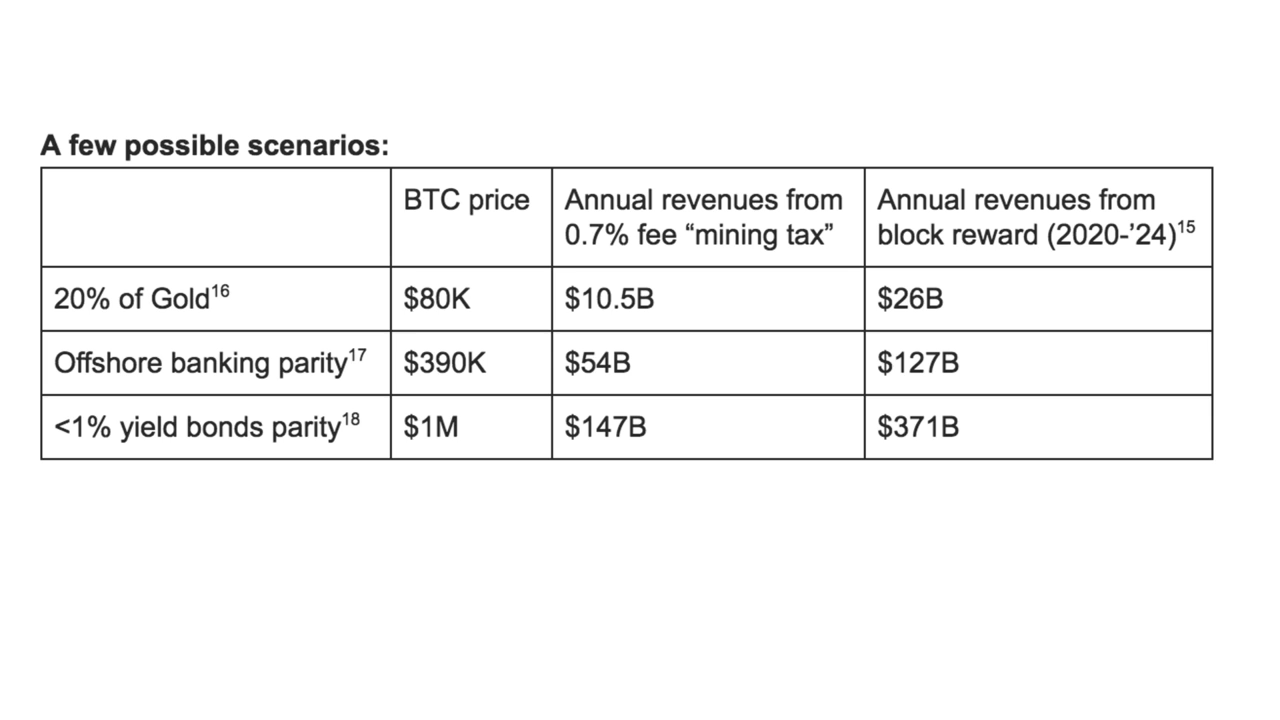 A few possible scenarios:
BTC price
Annual revenues from
0.7% fee “mining tax”
Annual revenues from
block reward (2020-’24)15
20% of Gold16
$80K
$10.5B
$26B
Offshore banking parity17
$390K
$54B
$127B
<1% yield bonds parity18
$1M
$147B
$371B